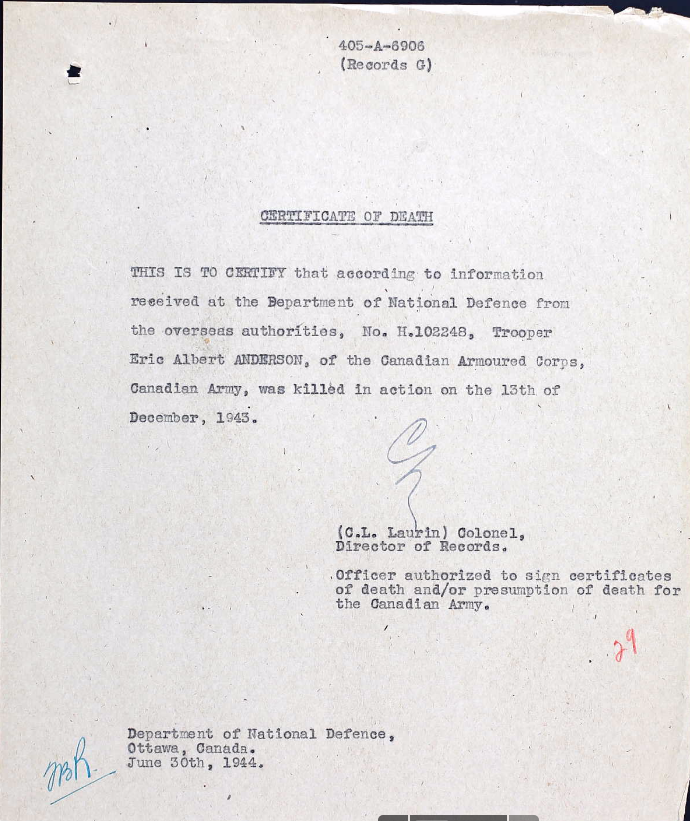 405-A-6906
(Records G)
CERTIFICATE OF DEATH
THIS IS TO CERTIFY that according to information
received at the Department of National Defence from
the overseas authorities, No. H.102248, Trooper
Eric Albert ANDERSON, of the Canadian Armoured Corps,
Canadian Army, was killed in action on the 13th of
December, 1943.
(C.L. Laurin) Colonel,
Director of Records.
Officer authorized to sign certificates
of death and/or presumption of death for
the Canadian Army.
29
Department of National Defence,
Ottawa, Canada.
June 30th, 1944.